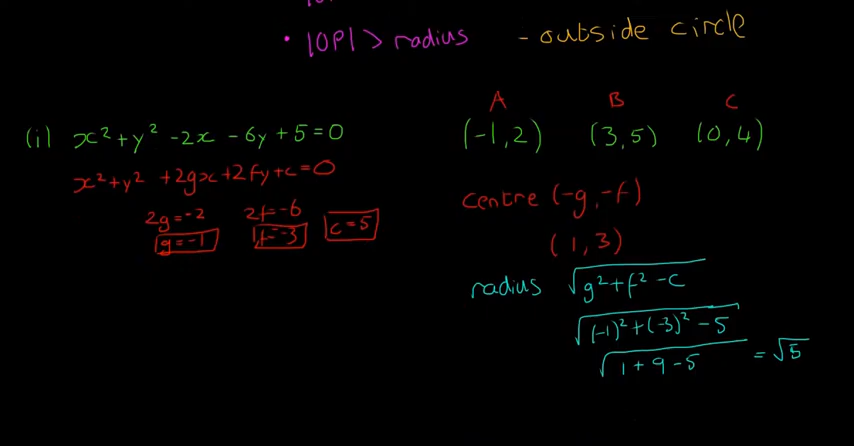 • |OP| > radius - outside circle
A B C
(i) x² + y² - 2x - 6y + 5 = 0 (-1, 2) (3, 5) (0, 4)
x² + y² + 2gx + 2fy + c = 0
centre (-g, -f)
2g = -2 2f = -6 c = 5
g = -1 f = -3
(1, 3)
radius √(g² + f² - c)
√((-1)² + (-3)² - 5)
√(1 + 9 - 5) = √5